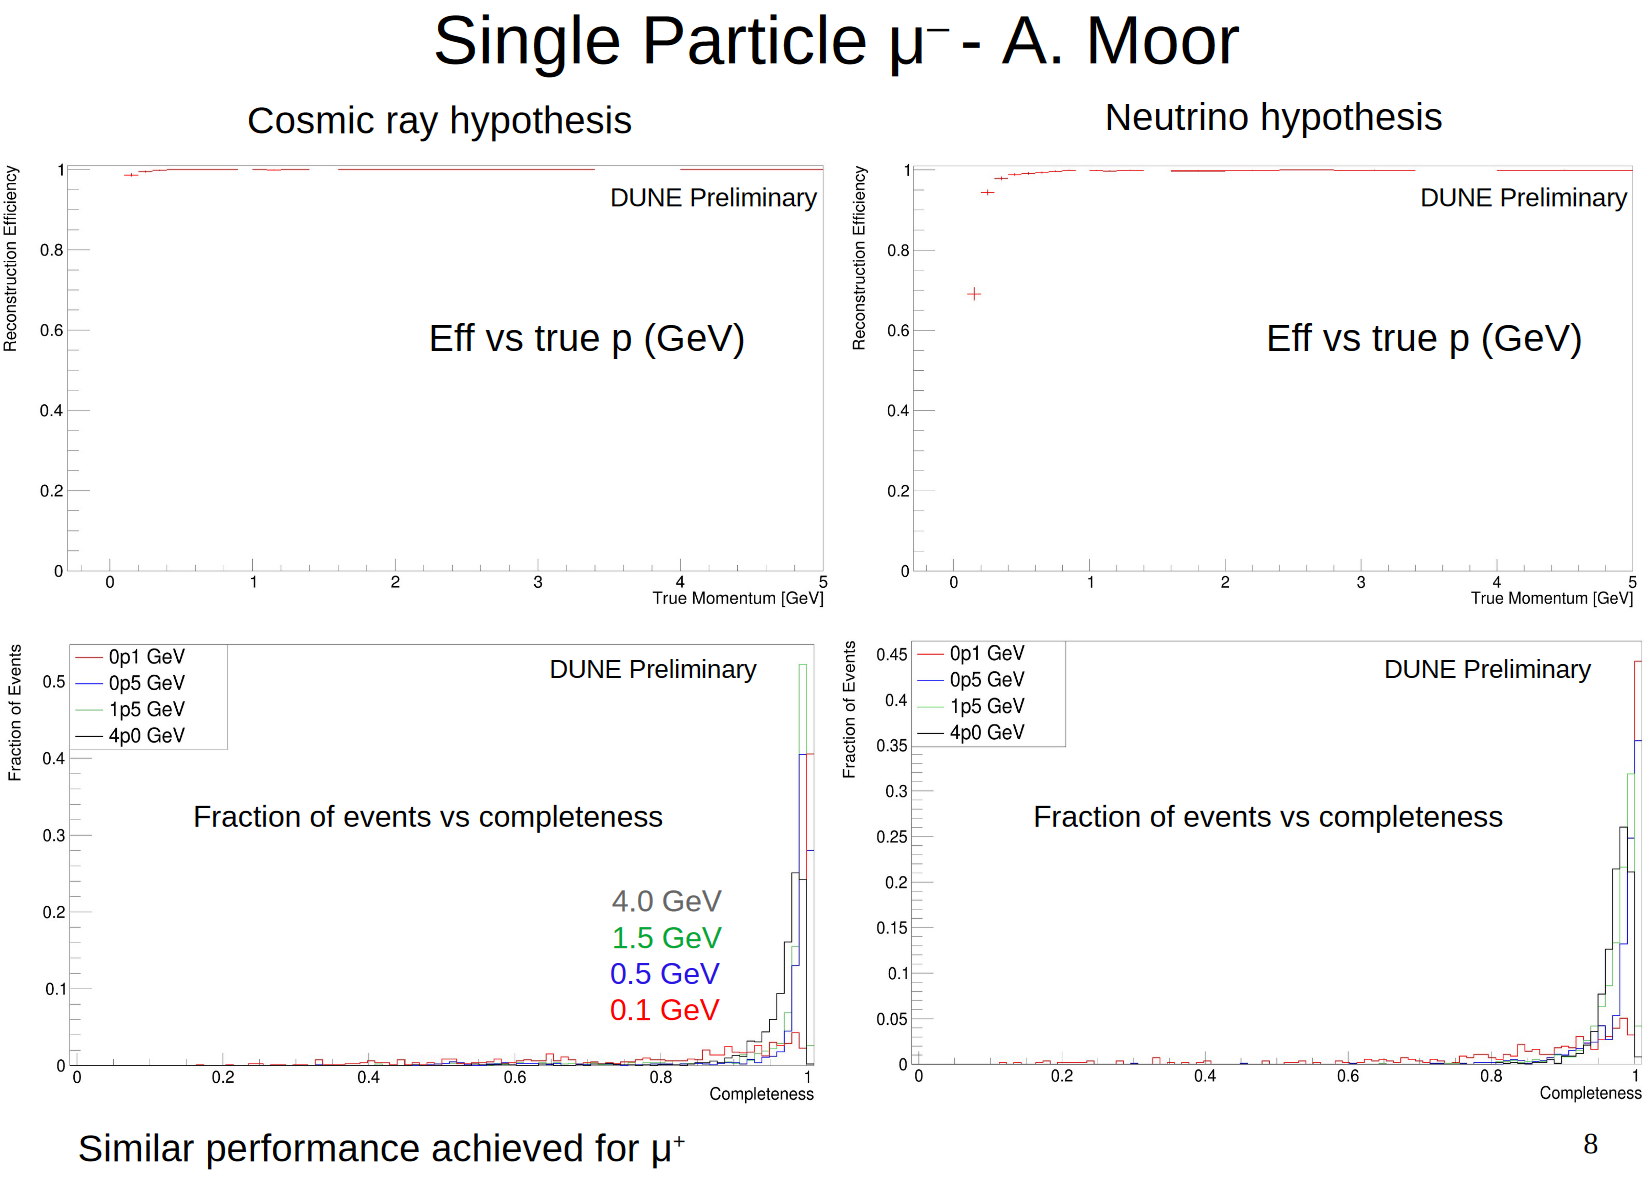 Single Particle μ⁻ - A. Moor
Cosmic ray hypothesis
Neutrino hypothesis
Reconstruction Efficiency
1
0.8
0.6
0.4
0.2
0
DUNE Preliminary
Eff vs true p (GeV)
0 1 2 3 4 5
True Momentum [GeV]
Reconstruction Efficiency
1
0.8
0.6
0.4
0.2
0
DUNE Preliminary
Eff vs true p (GeV)
0 1 2 3 4 5
True Momentum [GeV]
Fraction of Events
0.5
0.4
0.3
0.2
0.1
0
0p1 GeV
0p5 GeV
1p5 GeV
4p0 GeV
DUNE Preliminary
Fraction of events vs completeness
4.0 GeV
1.5 GeV
0.5 GeV
0.1 GeV
0 0.2 0.4 0.6 0.8 1
Completeness
Fraction of Events
0.45
0.4
0.35
0.3
0.25
0.2
0.15
0.1
0.05
0
0p1 GeV
0p5 GeV
1p5 GeV
4p0 GeV
DUNE Preliminary
Fraction of events vs completeness
0 0.2 0.4 0.6 0.8 1
Completeness
Similar performance achieved for μ⁺
8